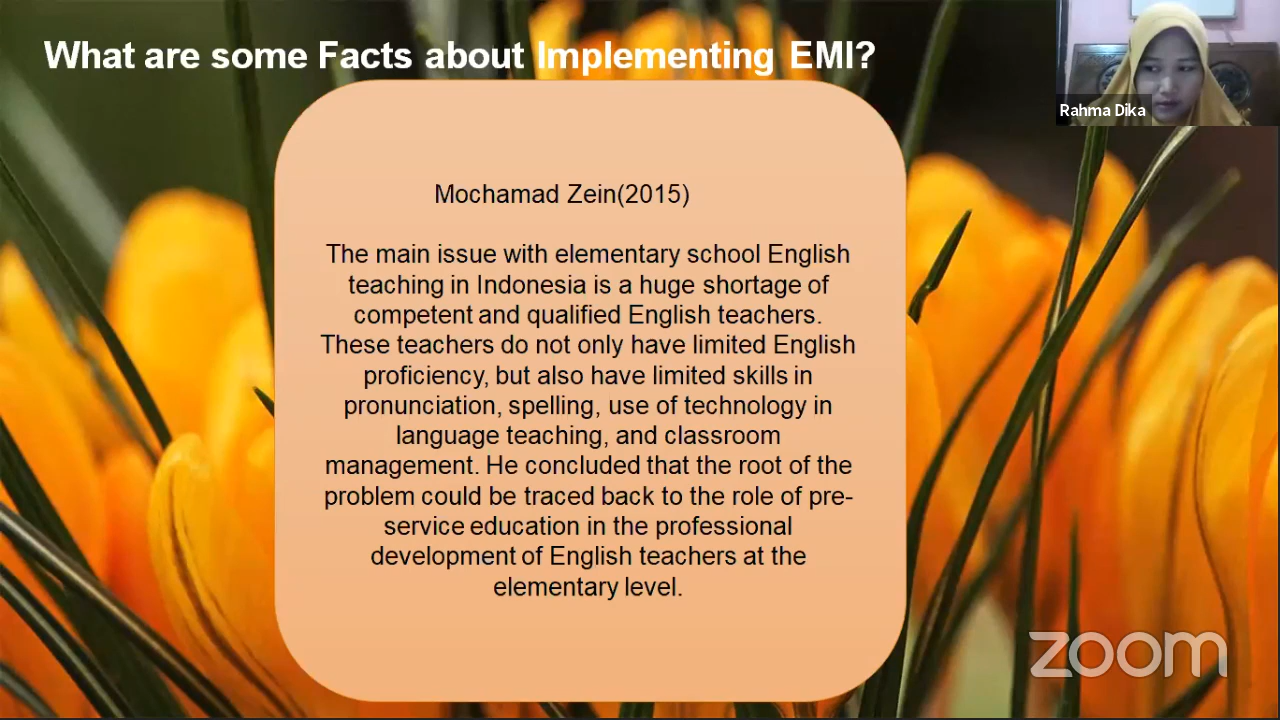 What are some Facts about Implementing EMI?
Rahma Dika
Mochamad Zein(2015)
The main issue with elementary school English
teaching in Indonesia is a huge shortage of
competent and qualified English teachers.
These teachers do not only have limited English
proficiency, but also have limited skills in
pronunciation, spelling, use of technology in
language teaching, and classroom
management. He concluded that the root of the
problem could be traced back to the role of pre-
service education in the professional
development of English teachers at the
elementary level.
zoom